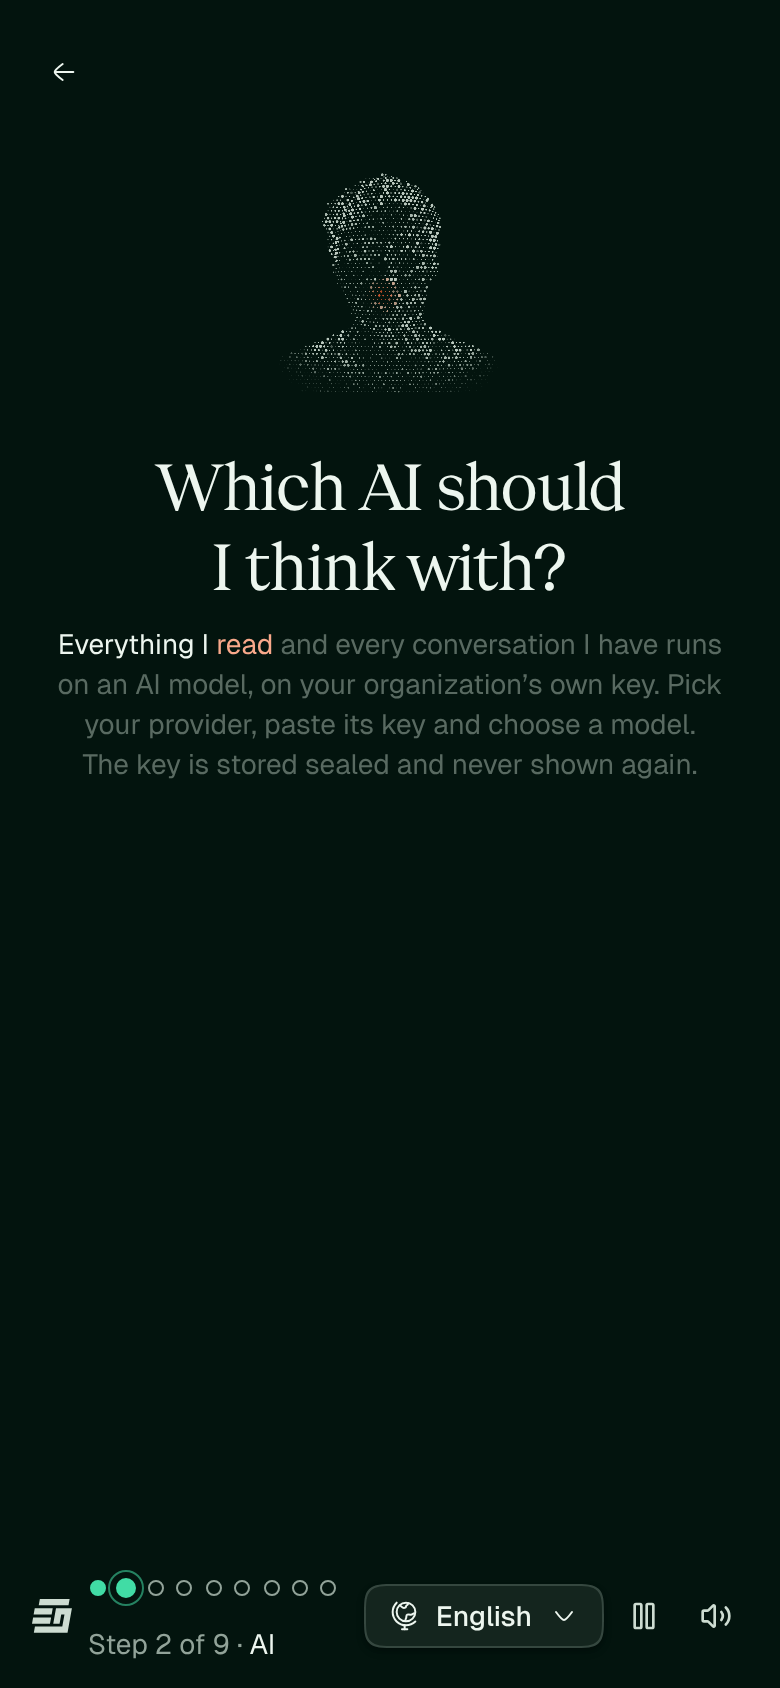 Which AI should
I think with?
Everything I read and every conversation I have runs
on an AI model, on your organization’s own key. Pick
your provider, paste its key and choose a model.
The key is stored sealed and never shown again.
English
Step 2 of 9 · AI